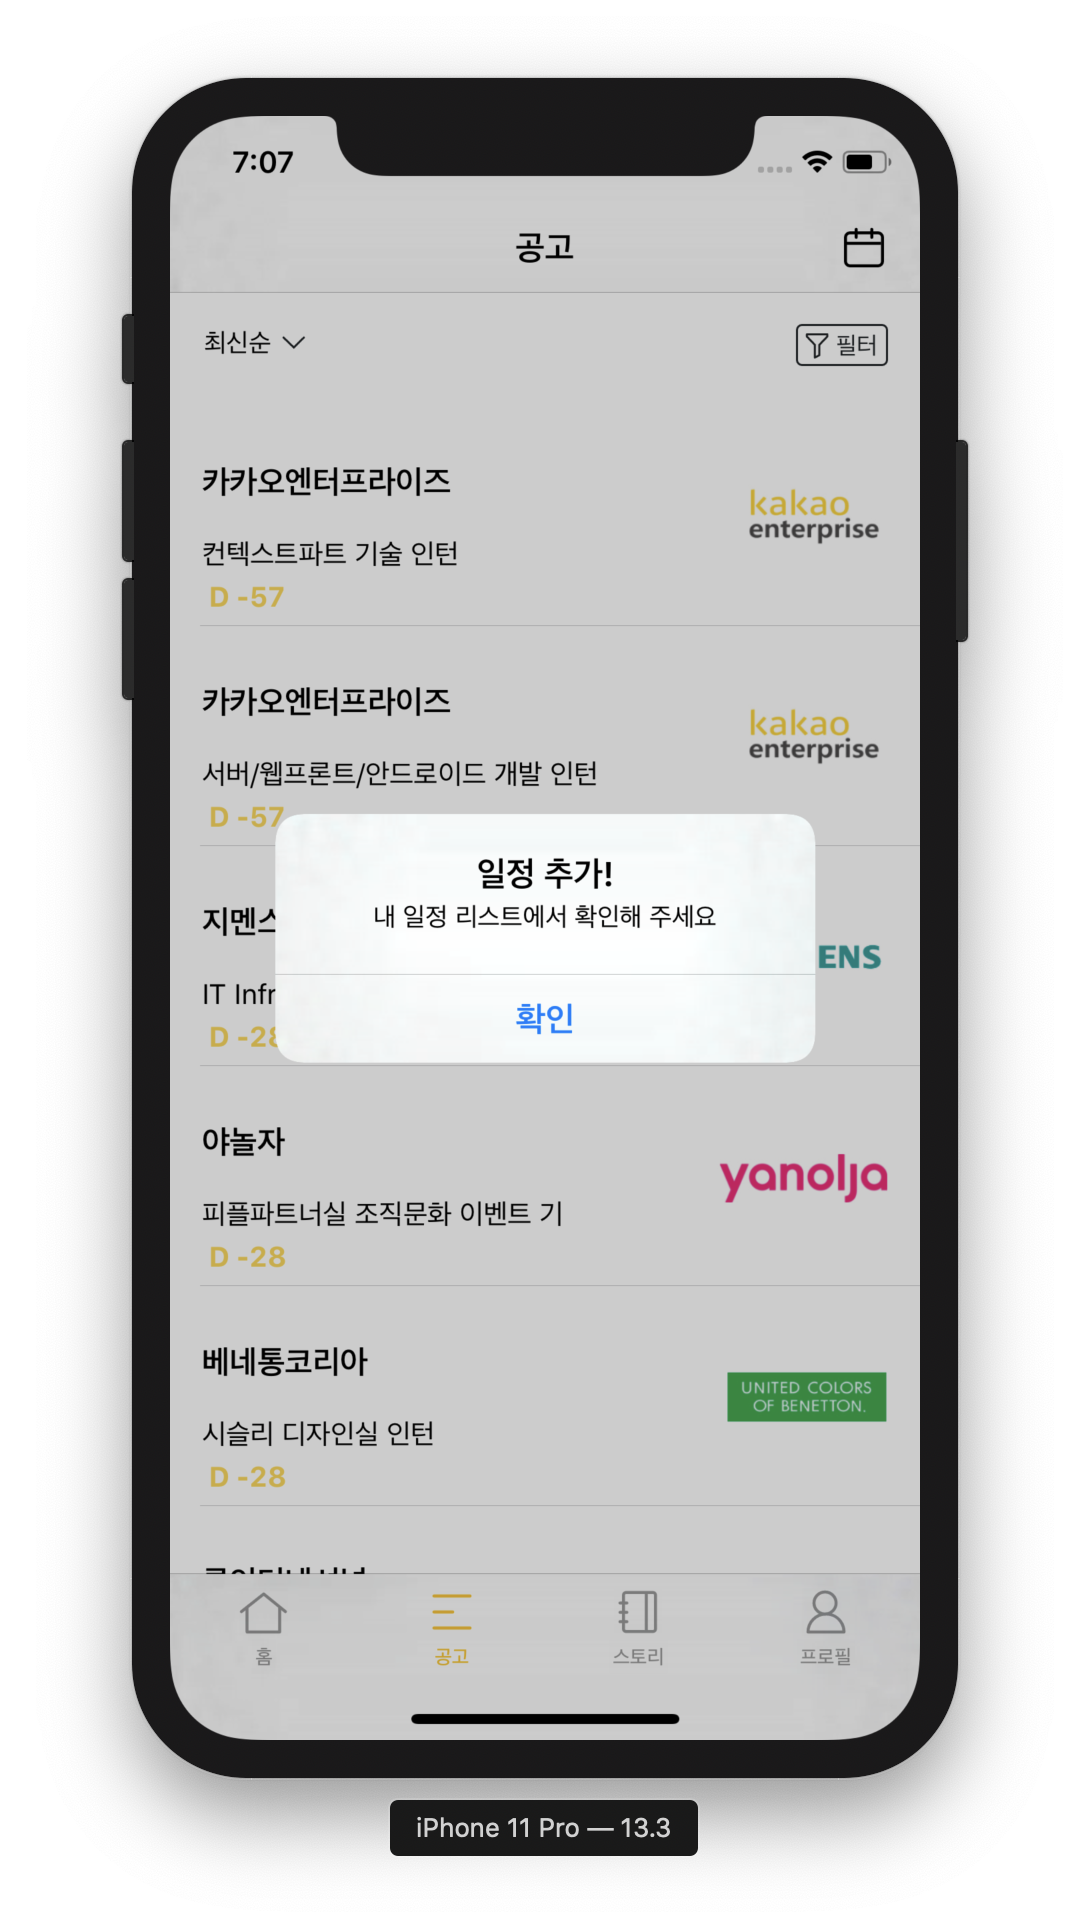 7:07
공고
최신순
필터
카카오엔터프라이즈
kakao
enterprise
컨텍스트파트 기술 인턴
D -57
카카오엔터프라이즈
kakao
enterprise
서버/웹프론트/안드로이드 개발 인턴
D -57
일정 추가!
내 일정 리스트에서 확인해 주세요
확인
지멘스
ENS
IT Infr
D -28
야놀자
yanolja
피플파트너실 조직문화 이벤트 기
D -28
베네통코리아
UNITED COLORS
OF BENETTON.
시슬리 디자인실 인턴
D -28
홈
공고
스토리
프로필
iPhone 11 Pro — 13.3